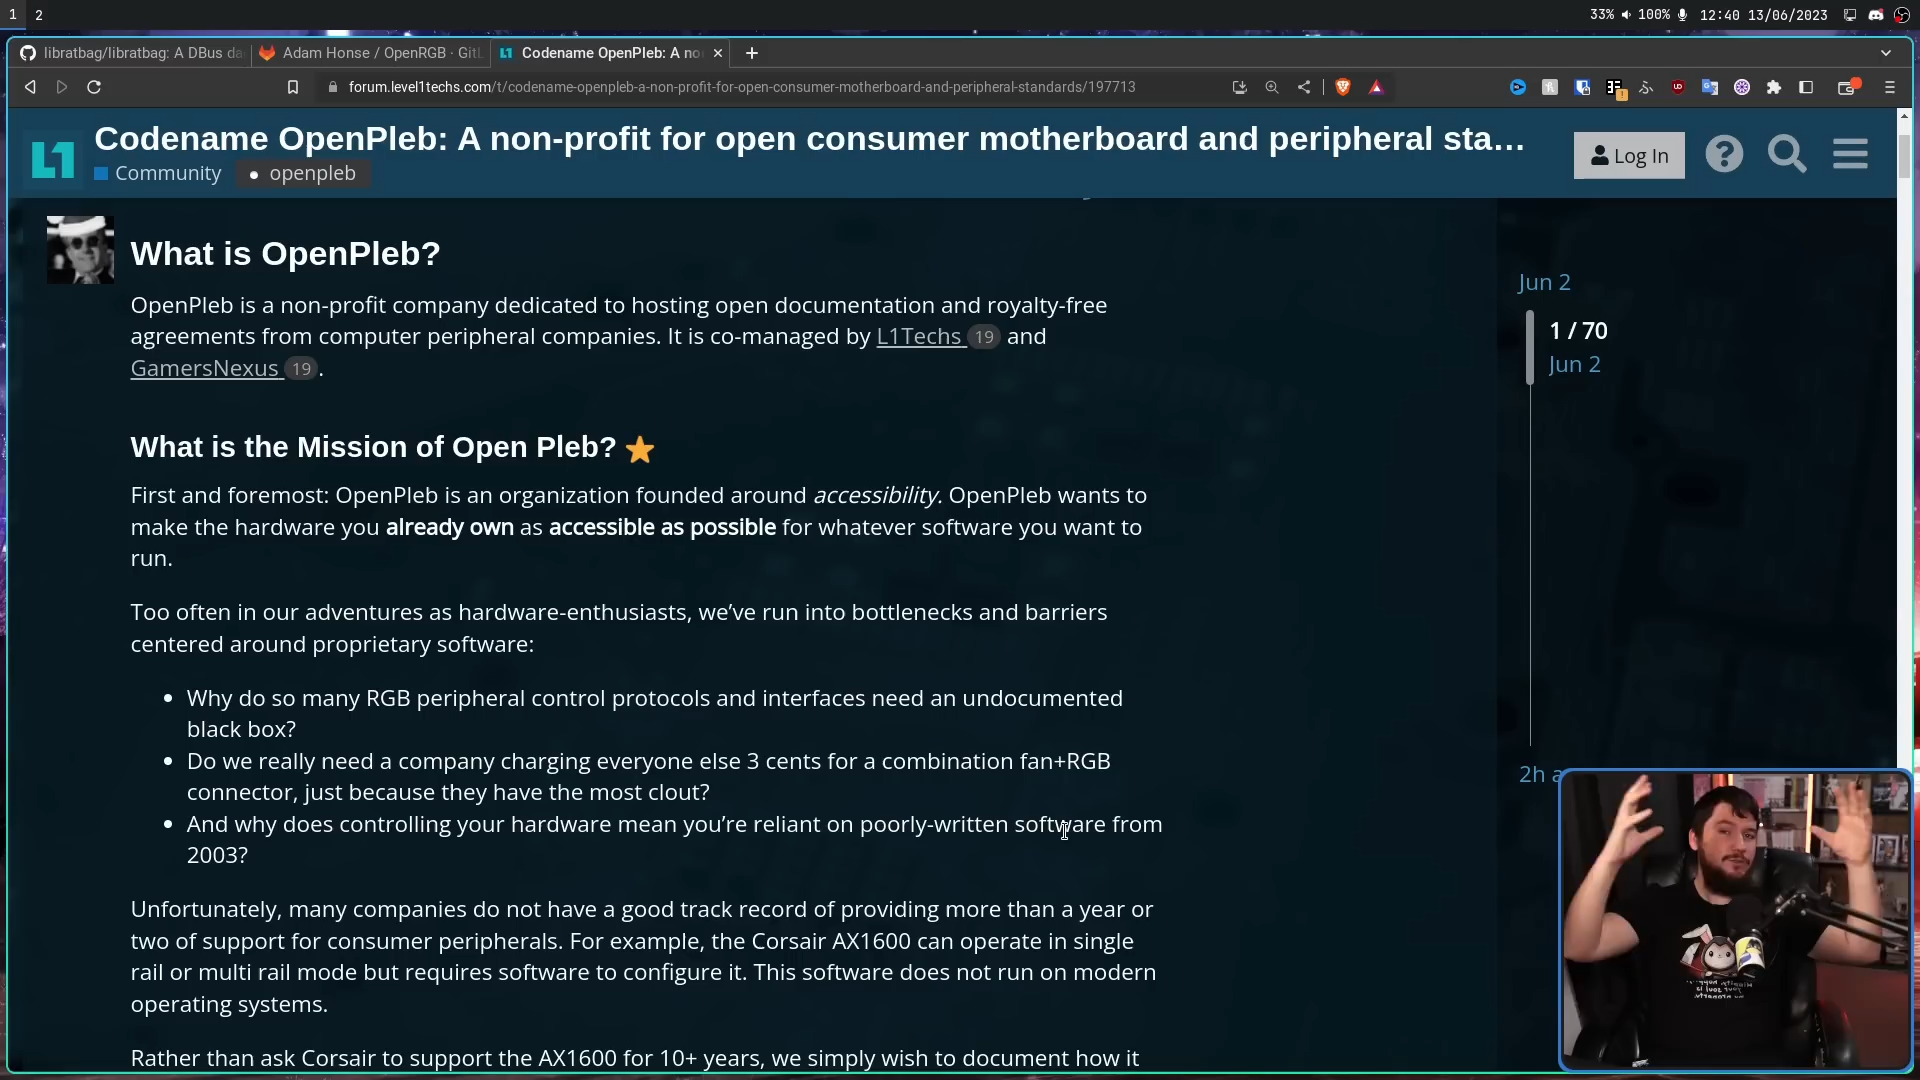 1 2
33% 100% 12:40 13/06/2023
libratbag/libratbag: A DBus da
Adam Honse / OpenRGB · GitL
Codename OpenPleb: A no
forum.level1techs.com/t/codename-openpleb-a-non-profit-for-open-consumer-motherboard-and-peripheral-standards/197713
L1
Codename OpenPleb: A non-profit for open consumer motherboard and peripheral sta...
Community openpleb
Log In
What is OpenPleb?
OpenPleb is a non-profit company dedicated to hosting open documentation and royalty-free
agreements from computer peripheral companies. It is co-managed by L1Techs 19 and
GamersNexus 19 .
What is the Mission of Open Pleb?
First and foremost: OpenPleb is an organization founded around accessibility. OpenPleb wants to
make the hardware you already own as accessible as possible for whatever software you want to
run.
Too often in our adventures as hardware-enthusiasts, we’ve run into bottlenecks and barriers
centered around proprietary software:
• Why do so many RGB peripheral control protocols and interfaces need an undocumented
black box?
• Do we really need a company charging everyone else 3 cents for a combination fan+RGB
connector, just because they have the most clout?
• And why does controlling your hardware mean you’re reliant on poorly-written software from
2003?
Unfortunately, many companies do not have a good track record of providing more than a year or
two of support for consumer peripherals. For example, the Corsair AX1600 can operate in single
rail or multi rail mode but requires software to configure it. This software does not run on modern
operating systems.
Rather than ask Corsair to support the AX1600 for 10+ years, we simply wish to document how it
Jun 2
1 / 70
Jun 2
2h a